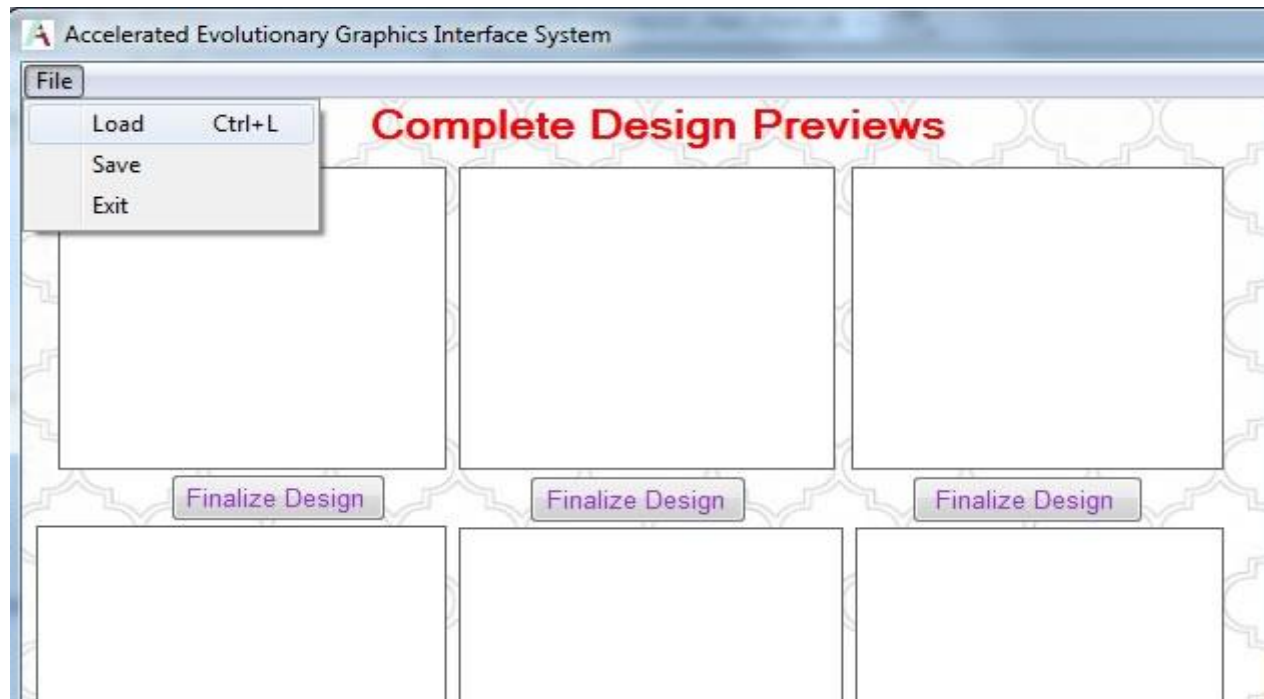 Accelerated Evolutionary Graphics Interface System
File
Load Ctrl+L
Save
Exit
Complete Design Previews
Finalize Design Finalize Design Finalize Design